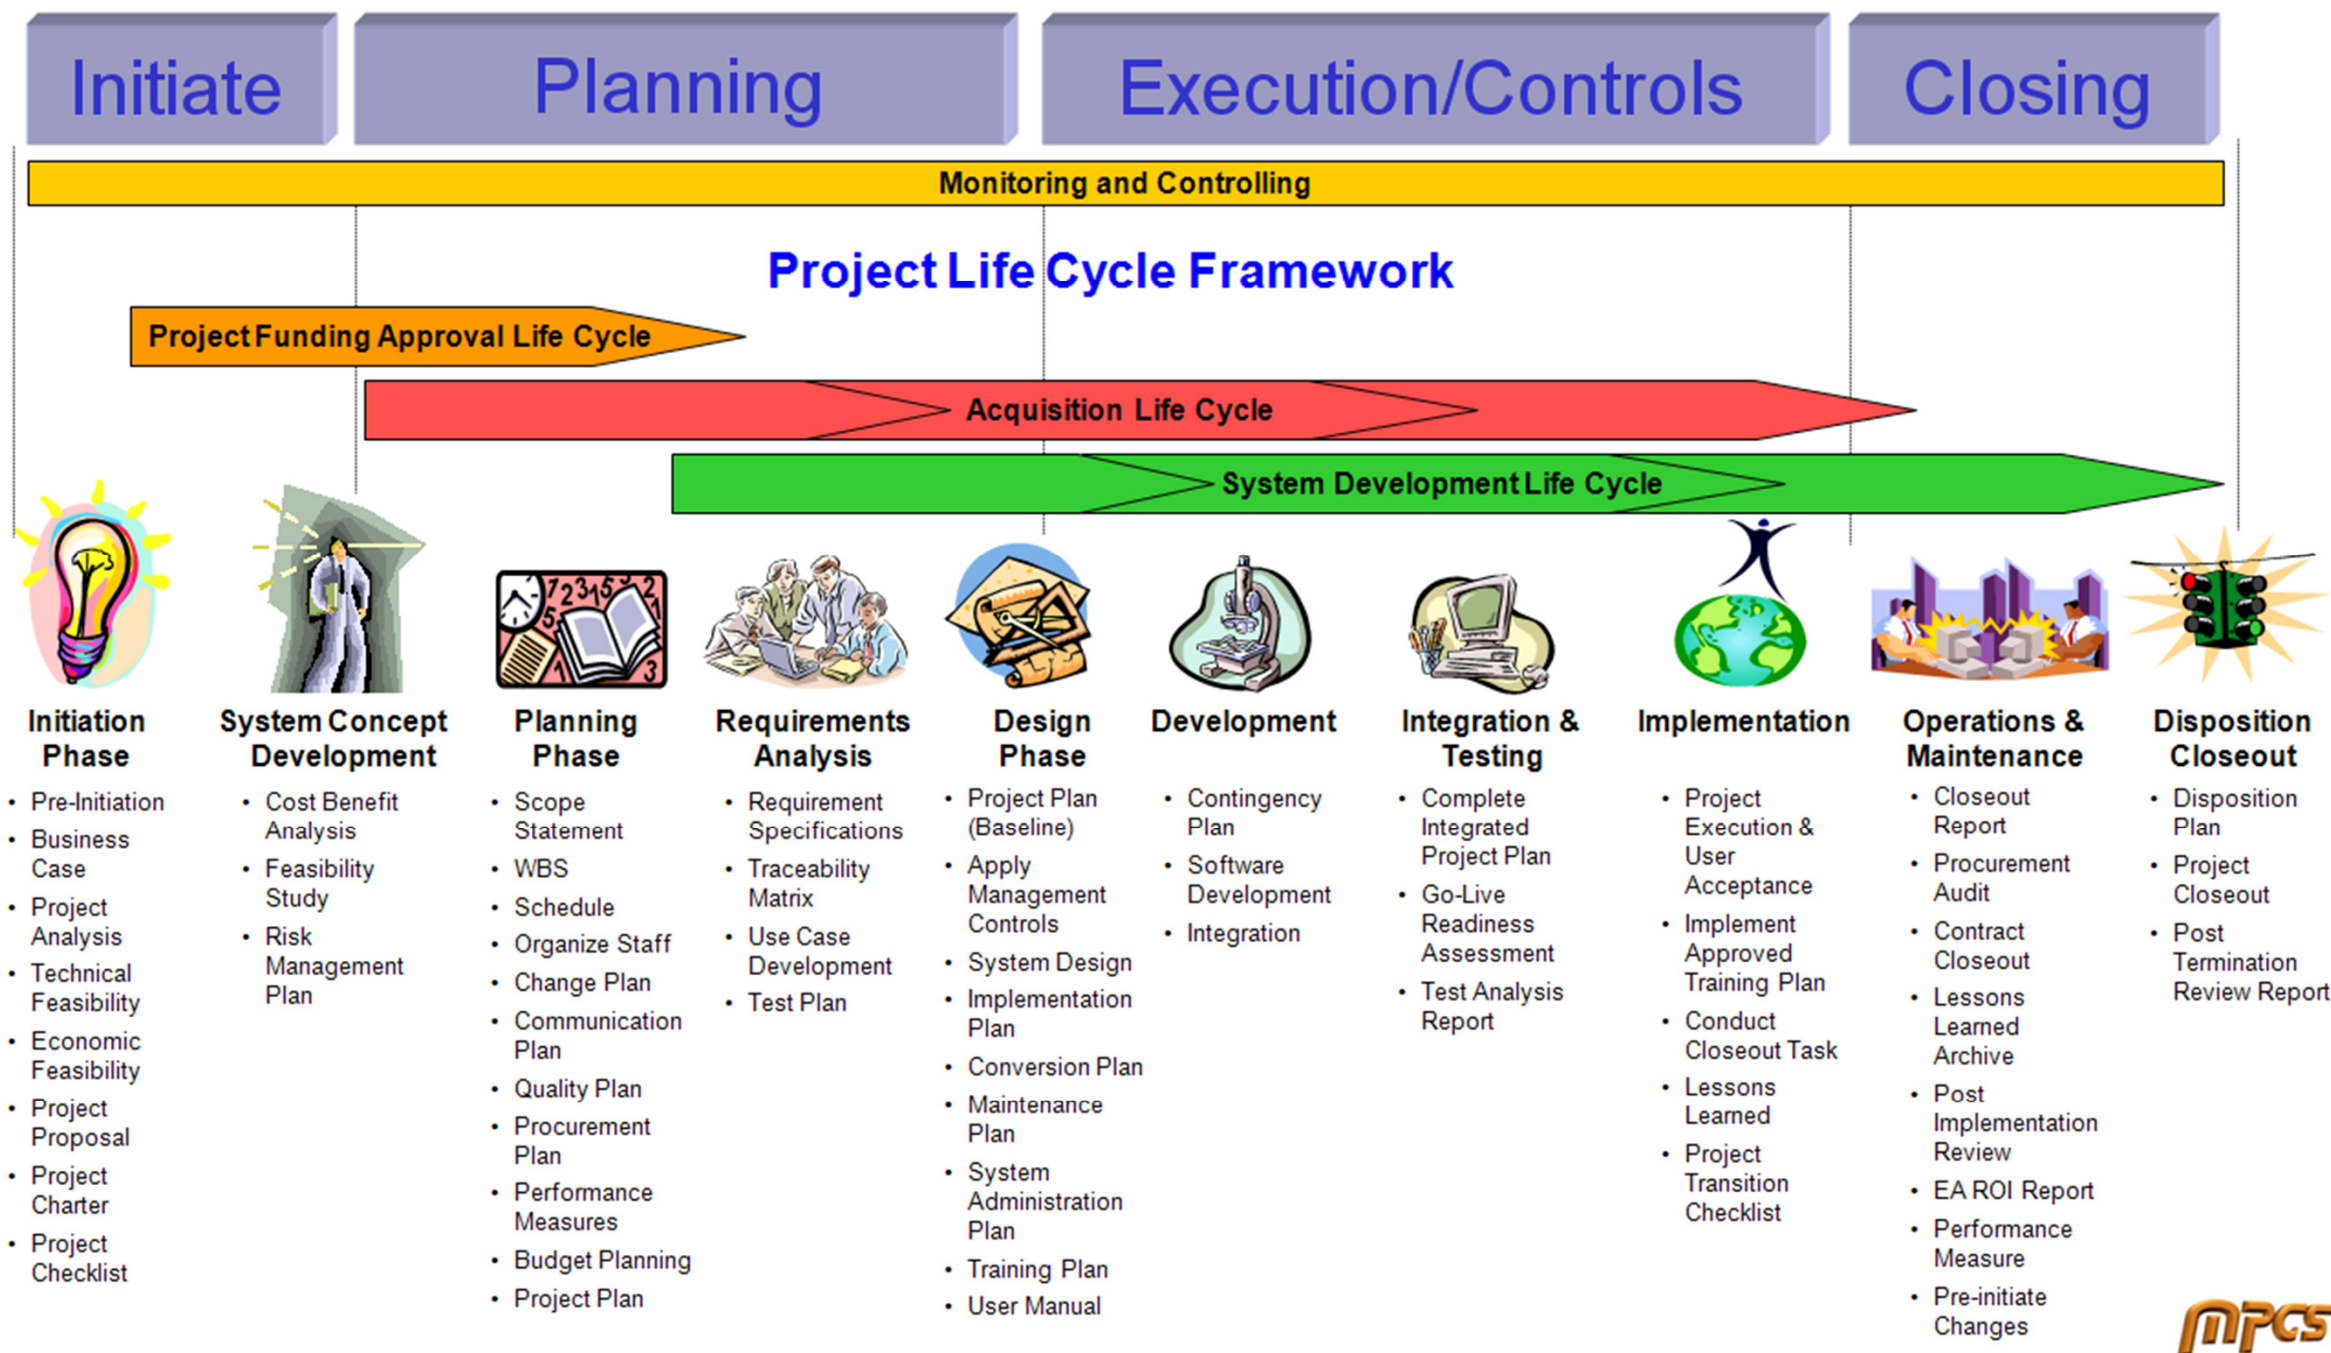 Initiate
Planning
Execution/Controls
Closing
Monitoring and Controlling
Project Life Cycle Framework
Project Funding Approval Life Cycle
Acquisition Life Cycle
System Development Life Cycle
Initiation
Phase
• Pre-Initiation
• Business
Case
• Project
Analysis
• Technical
Feasibility
• Economic
Feasibility
• Project
Proposal
• Project
Charter
• Project
Checklist
System Concept
Development
• Cost Benefit
Analysis
• Feasibility
Study
• Risk
Management
Plan
Planning
Phase
• Scope
Statement
• WBS
• Schedule
• Organize Staff
• Change Plan
• Communication
Plan
• Quality Plan
• Procurement
Plan
• Performance
Measures
• Budget Planning
• Project Plan
Requirements
Analysis
• Requirement
Specifications
• Traceability
Matrix
• Use Case
Development
• Test Plan
Design
Phase
• Project Plan
(Baseline)
• Apply
Management
Controls
• System Design
• Implementation
Plan
• Conversion Plan
• Maintenance
Plan
• System
Administration
Plan
• Training Plan
• User Manual
Development
• Contingency
Plan
• Software
Development
• Integration
Integration &
Testing
• Complete
Integrated
Project Plan
• Go-Live
Readiness
Assessment
• Test Analysis
Report
Implementation
• Project
Execution &
User
Acceptance
• Implement
Approved
Training Plan
• Conduct
Closeout Task
• Lessons
Learned
• Project
Transition
Checklist
Operations &
Maintenance
• Closeout
Report
• Procurement
Audit
• Contract
Closeout
• Lessons
Learned
Archive
• Post
Implementation
Review
• EA ROI Report
• Performance
Measure
• Pre-initiate
Changes
Disposition
Closeout
• Disposition
Plan
• Project
Closeout
• Post
Termination
Review Report
MPCS